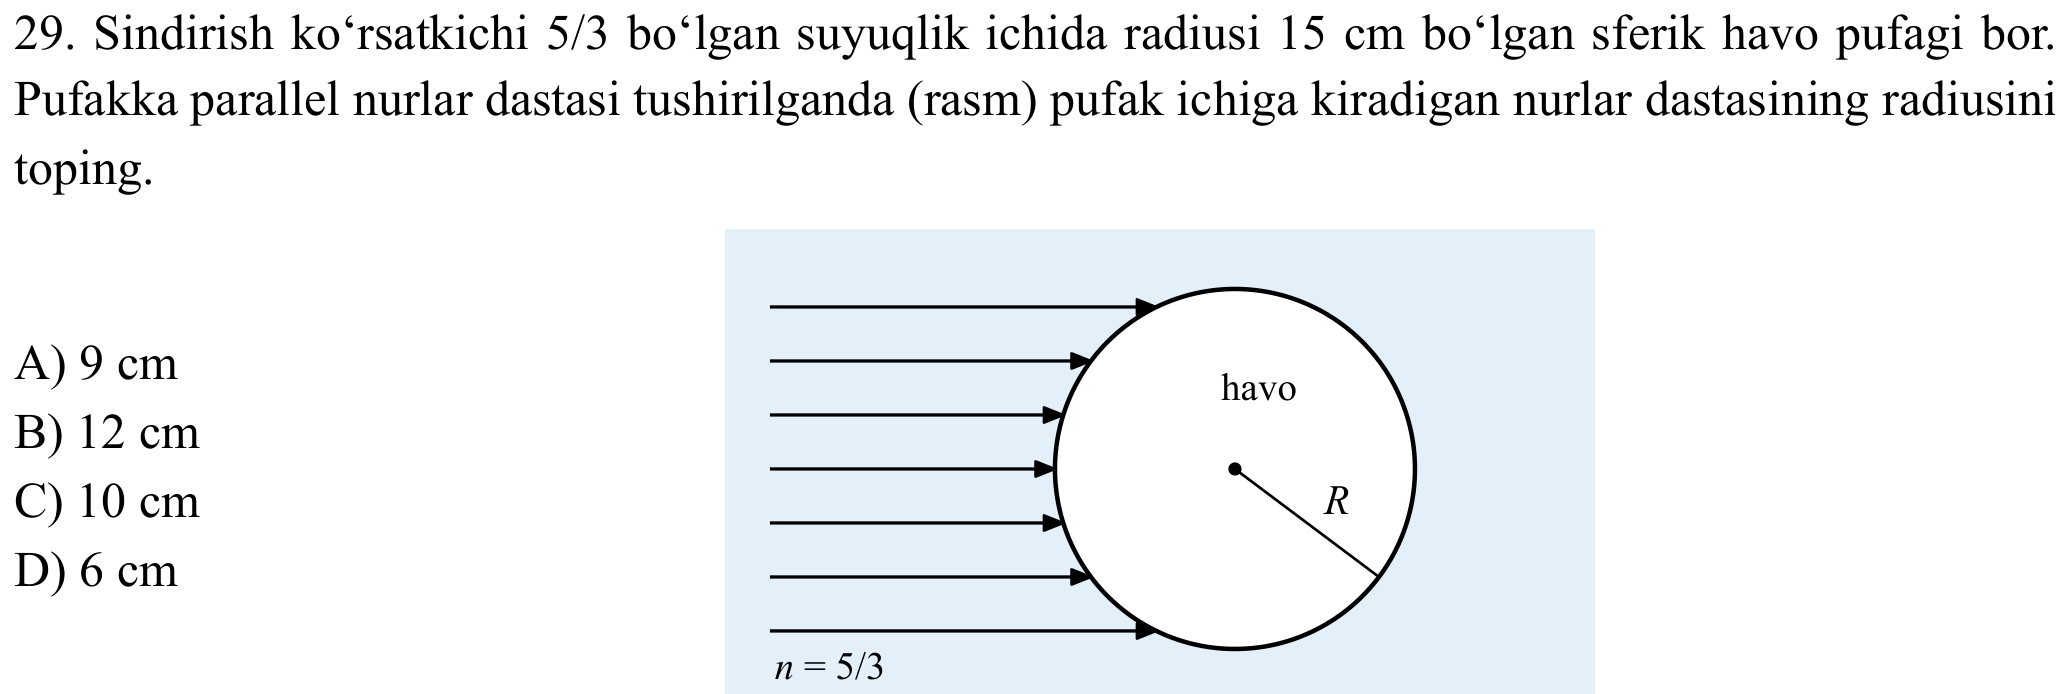 29. Sindirish ko‘rsatkichi 5/3 bo‘lgan suyuqlik ichida radiusi 15 cm bo‘lgan sferik havo pufagi bor.
Pufakka parallel nurlar dastasi tushirilganda (rasm) pufak ichiga kiradigan nurlar dastasining radiusini
toping.
A) 9 cm
B) 12 cm
C) 10 cm
D) 6 cm
havo
R
n = 5/3